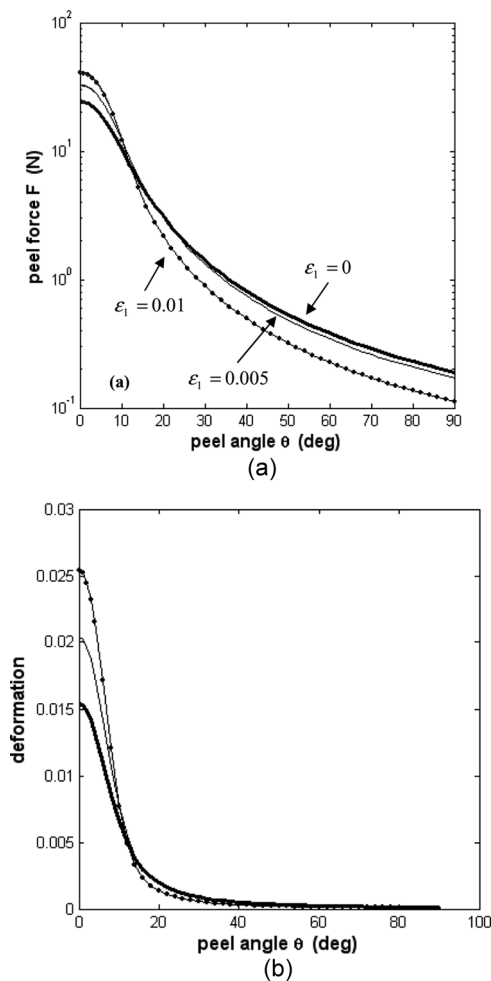 10²
10¹
10⁰
10⁻¹
peel force F (N)
ε₁ = 0
ε₁ = 0.01
ε₁ = 0.005
(a)
0 10 20 30 40 50 60 70 80 90
peel angle θ (deg)
(a)
0.03
0.025
0.02
0.015
0.01
0.005
0
deformation
0 20 40 60 80 100
peel angle θ (deg)
(b)